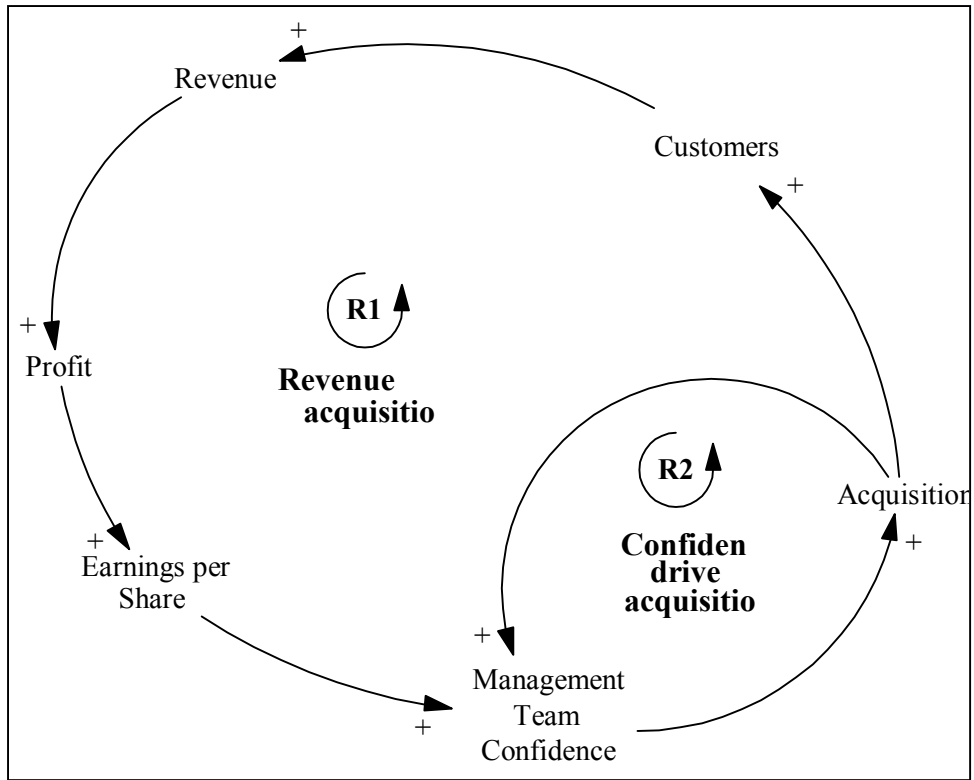 +
Revenue
Customers
+
R1
+
Profit
Revenue
acquisitio
R2
Acquisition
+
Confiden
drive
acquisitio
+
Earnings per
Share
+
Management
Team
Confidence
+